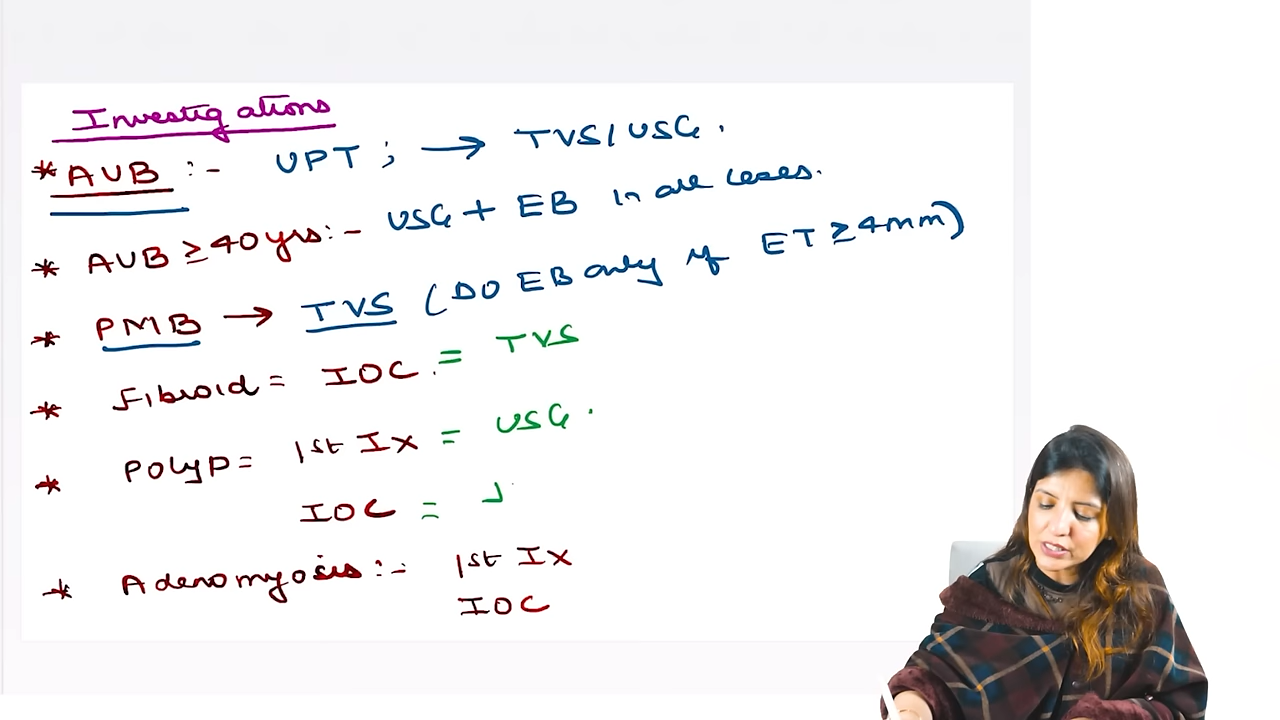 Investigations
* AUB :- UPT ; → TVS/USG.
* AUB ≥40yrs:- USG + EB in all cases.
* PMB → TVS (DO EB only if ET ≥4mm)
* fibroid = IOC. = TVS
* Polyp = 1st Ix = USG.
IOC =
* Adenomyosis:- 1st Ix
IOC